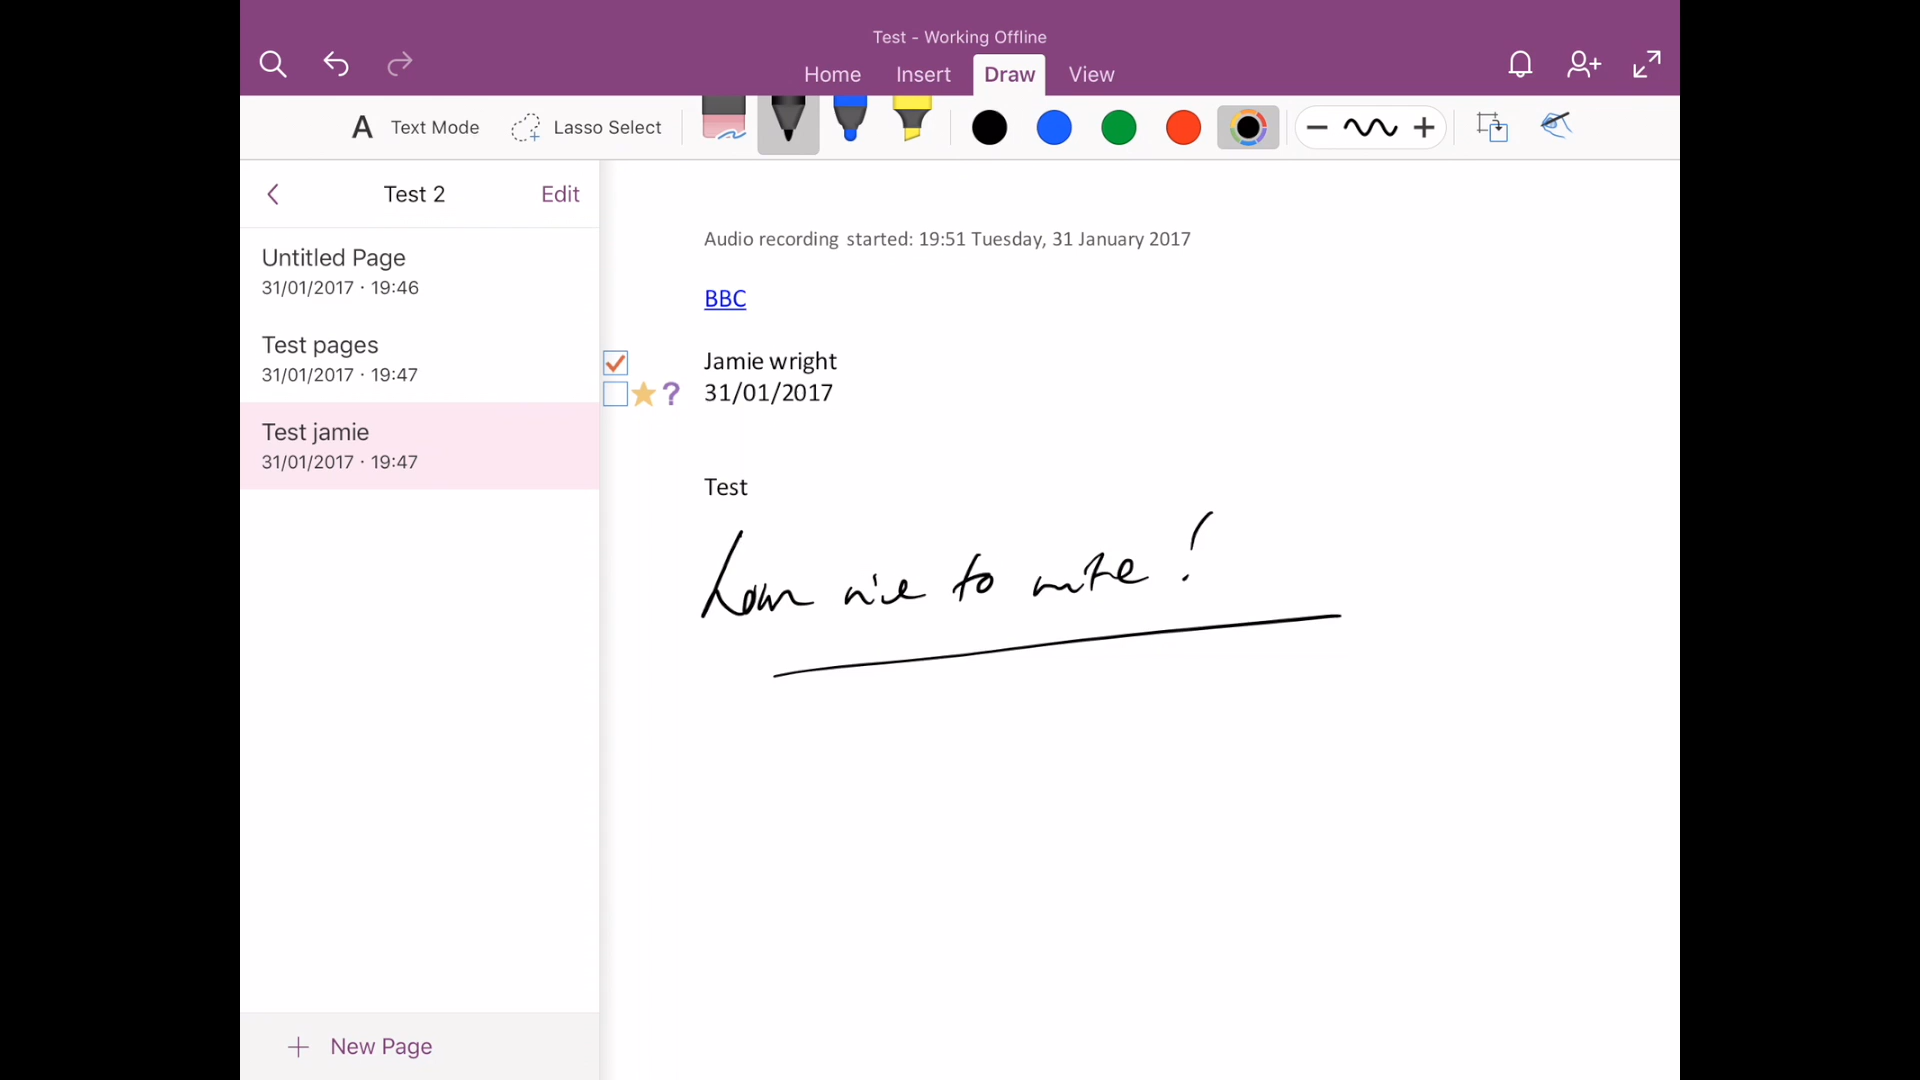 Test - Working Offline
Home Insert Draw View
A Text Mode Lasso Select
Test 2 Edit
Untitled Page
31/01/2017 · 19:46
Test pages
31/01/2017 · 19:47
Test jamie
31/01/2017 · 19:47
New Page
Audio recording started: 19:51 Tuesday, 31 January 2017
BBC
Jamie wright
? 31/01/2017
Test
nice to write !